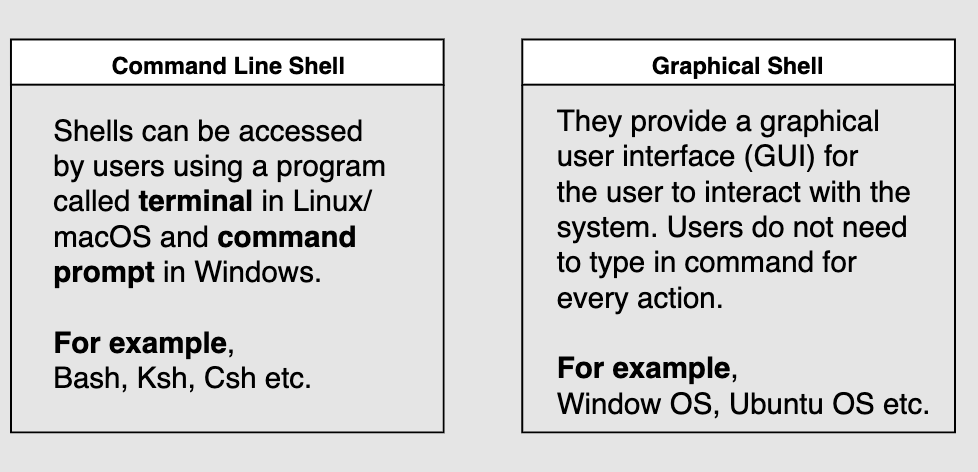 Command Line Shell
Shells can be accessed
by users using a program
called terminal in Linux/
macOS and command
prompt in Windows.
For example,
Bash, Ksh, Csh etc.
Graphical Shell
They provide a graphical
user interface (GUI) for
the user to interact with the
system. Users do not need
to type in command for
every action.
For example,
Window OS, Ubuntu OS etc.